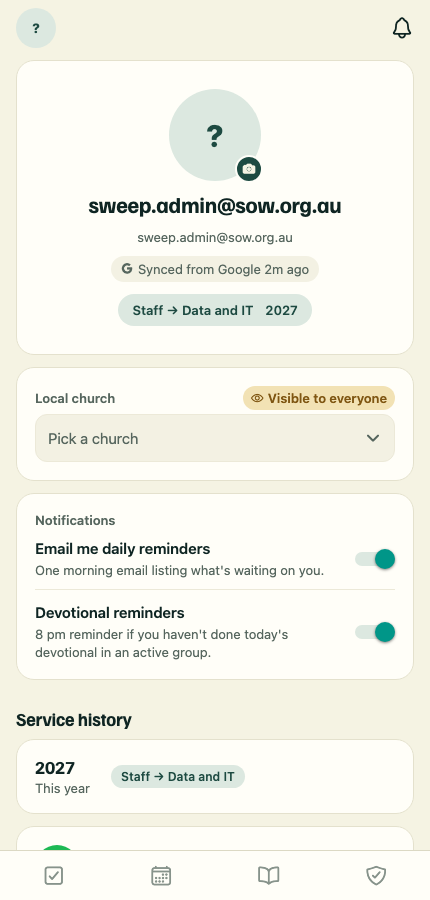 ?
?
sweep.admin@sow.org.au
sweep.admin@sow.org.au
G Synced from Google 2m ago
Staff → Data and IT 2027
Local church
Visible to everyone
Pick a church
Notifications
Email me daily reminders
One morning email listing what's waiting on you.
Devotional reminders
8 pm reminder if you haven't done today's
devotional in an active group.
Service history
2027
This year
Staff → Data and IT